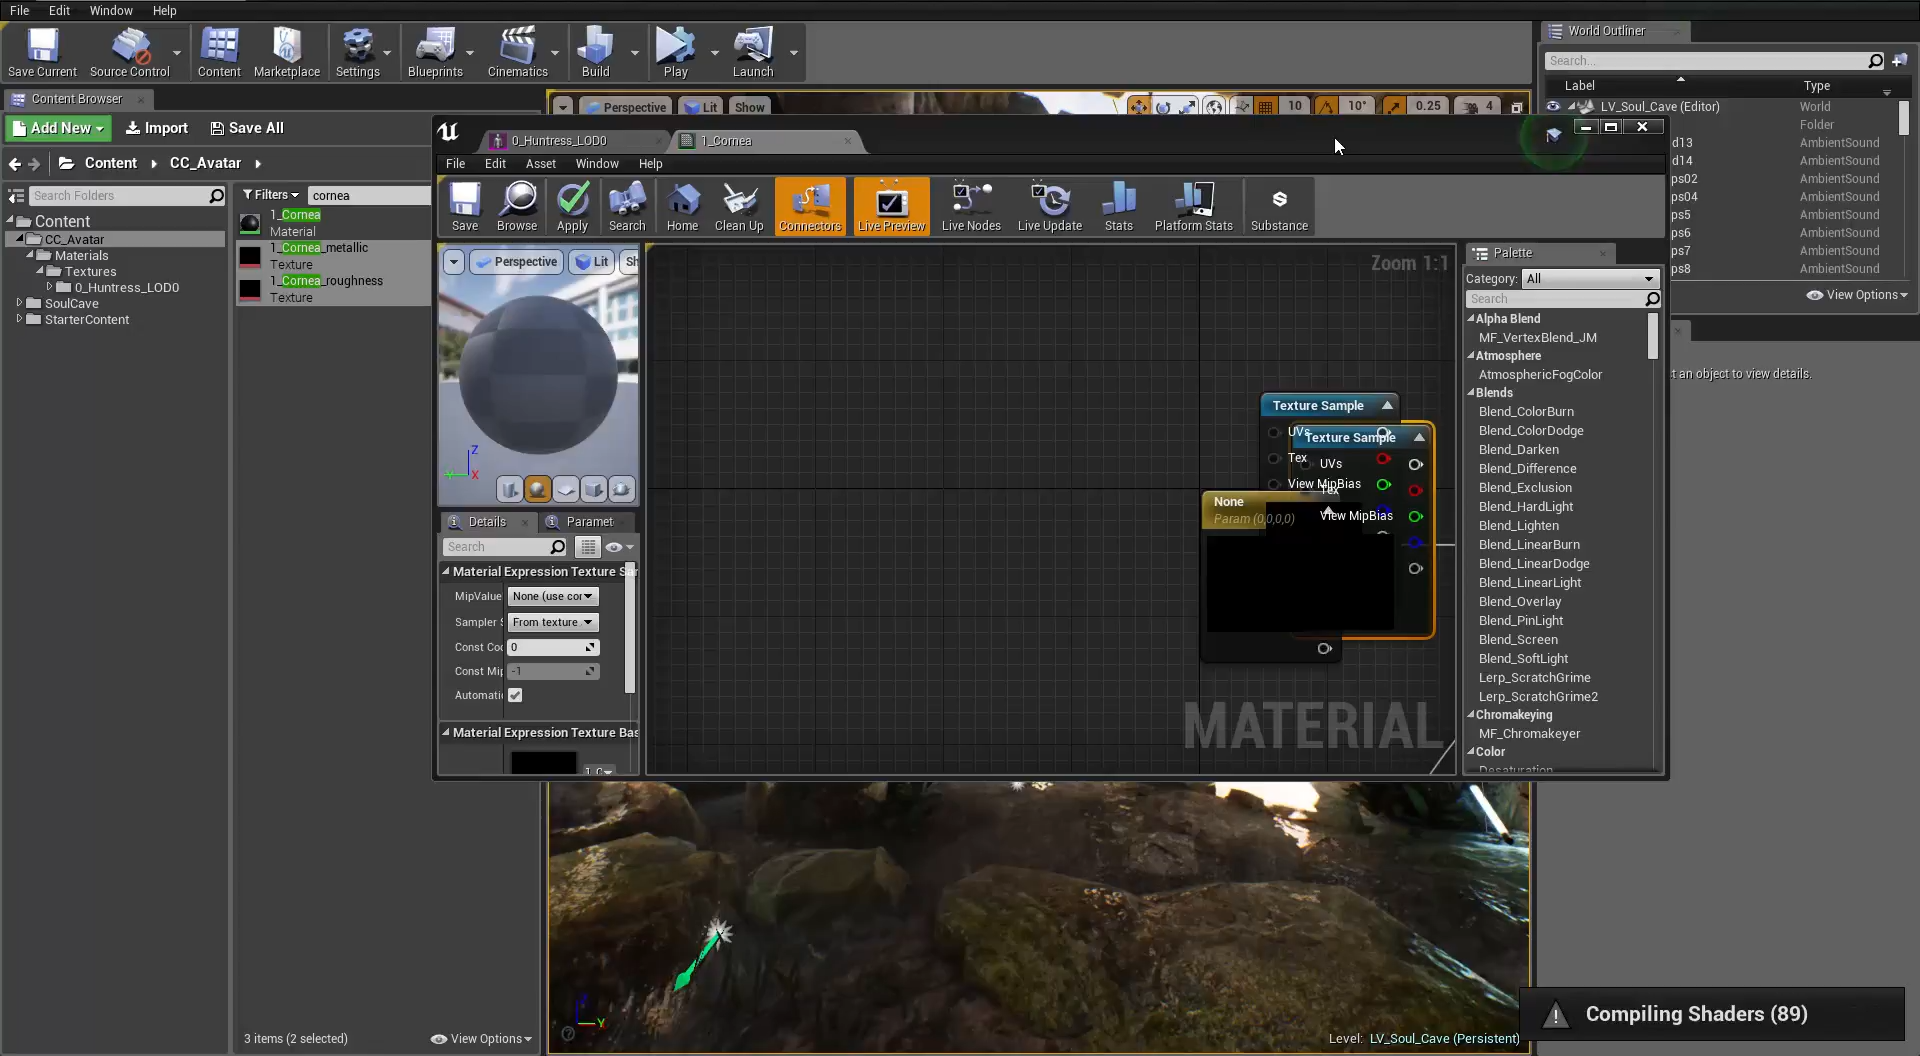 File Edit Window Help
Save Current Source Control Content Marketplace Settings Blueprints Cinematics Build Play Launch
World Outliner
Search...
Label Type
LV_Soul_Cave (Editor) World
Folder
d13 AmbientSound
d14 AmbientSound
ps02 AmbientSound
ps04 AmbientSound
ps5 AmbientSound
ps6 AmbientSound
ps7 AmbientSound
ps8 AmbientSound
View Options
t an object to view details.
Content Browser
Add New Import Save All
Content CC_Avatar
Search Folders
Content
CC_Avatar
Materials
Textures
0_Huntress_LOD0
SoulCave
StarterContent
Filters cornea
1_Cornea
Material
1_Cornea_metallic
Texture
1_Cornea_roughness
Texture
3 items (2 selected) View Options
Perspective Lit Show 10 10° 0.25 4
0_Huntress_LOD0 1_Cornea
File Edit Asset Window Help
Save Browse Apply Search Home Clean Up Connectors Live Preview Live Nodes Live Update Stats Platform Stats Substance
Perspective Lit Sh
Z
Y X
Details Paramet
Search
Material Expression Texture Sa
MipValue None (use cor
Sampler S From texture
Const Coo 0
Const Mip -1
Automatic
Material Expression Texture Bas
1_C
Zoom 1:1
Texture Sample
UVs
Tex
View MipBias
Texture Sample
UVs
Tex
View MipBias
None
Param (0,0,0,0)
MATERIAL
Palette
Category: All
Search
Alpha Blend
MF_VertexBlend_JM
Atmosphere
AtmosphericFogColor
Blends
Blend_ColorBurn
Blend_ColorDodge
Blend_Darken
Blend_Difference
Blend_Exclusion
Blend_HardLight
Blend_Lighten
Blend_LinearBurn
Blend_LinearDodge
Blend_LinearLight
Blend_Overlay
Blend_PinLight
Blend_Screen
Blend_SoftLight
Lerp_ScratchGrime
Lerp_ScratchGrime2
Chromakeying
MF_Chromakeyer
Color
Desaturation
Z
Y
Level: LV_Soul_Cave (Persistent)
Compiling Shaders (89)